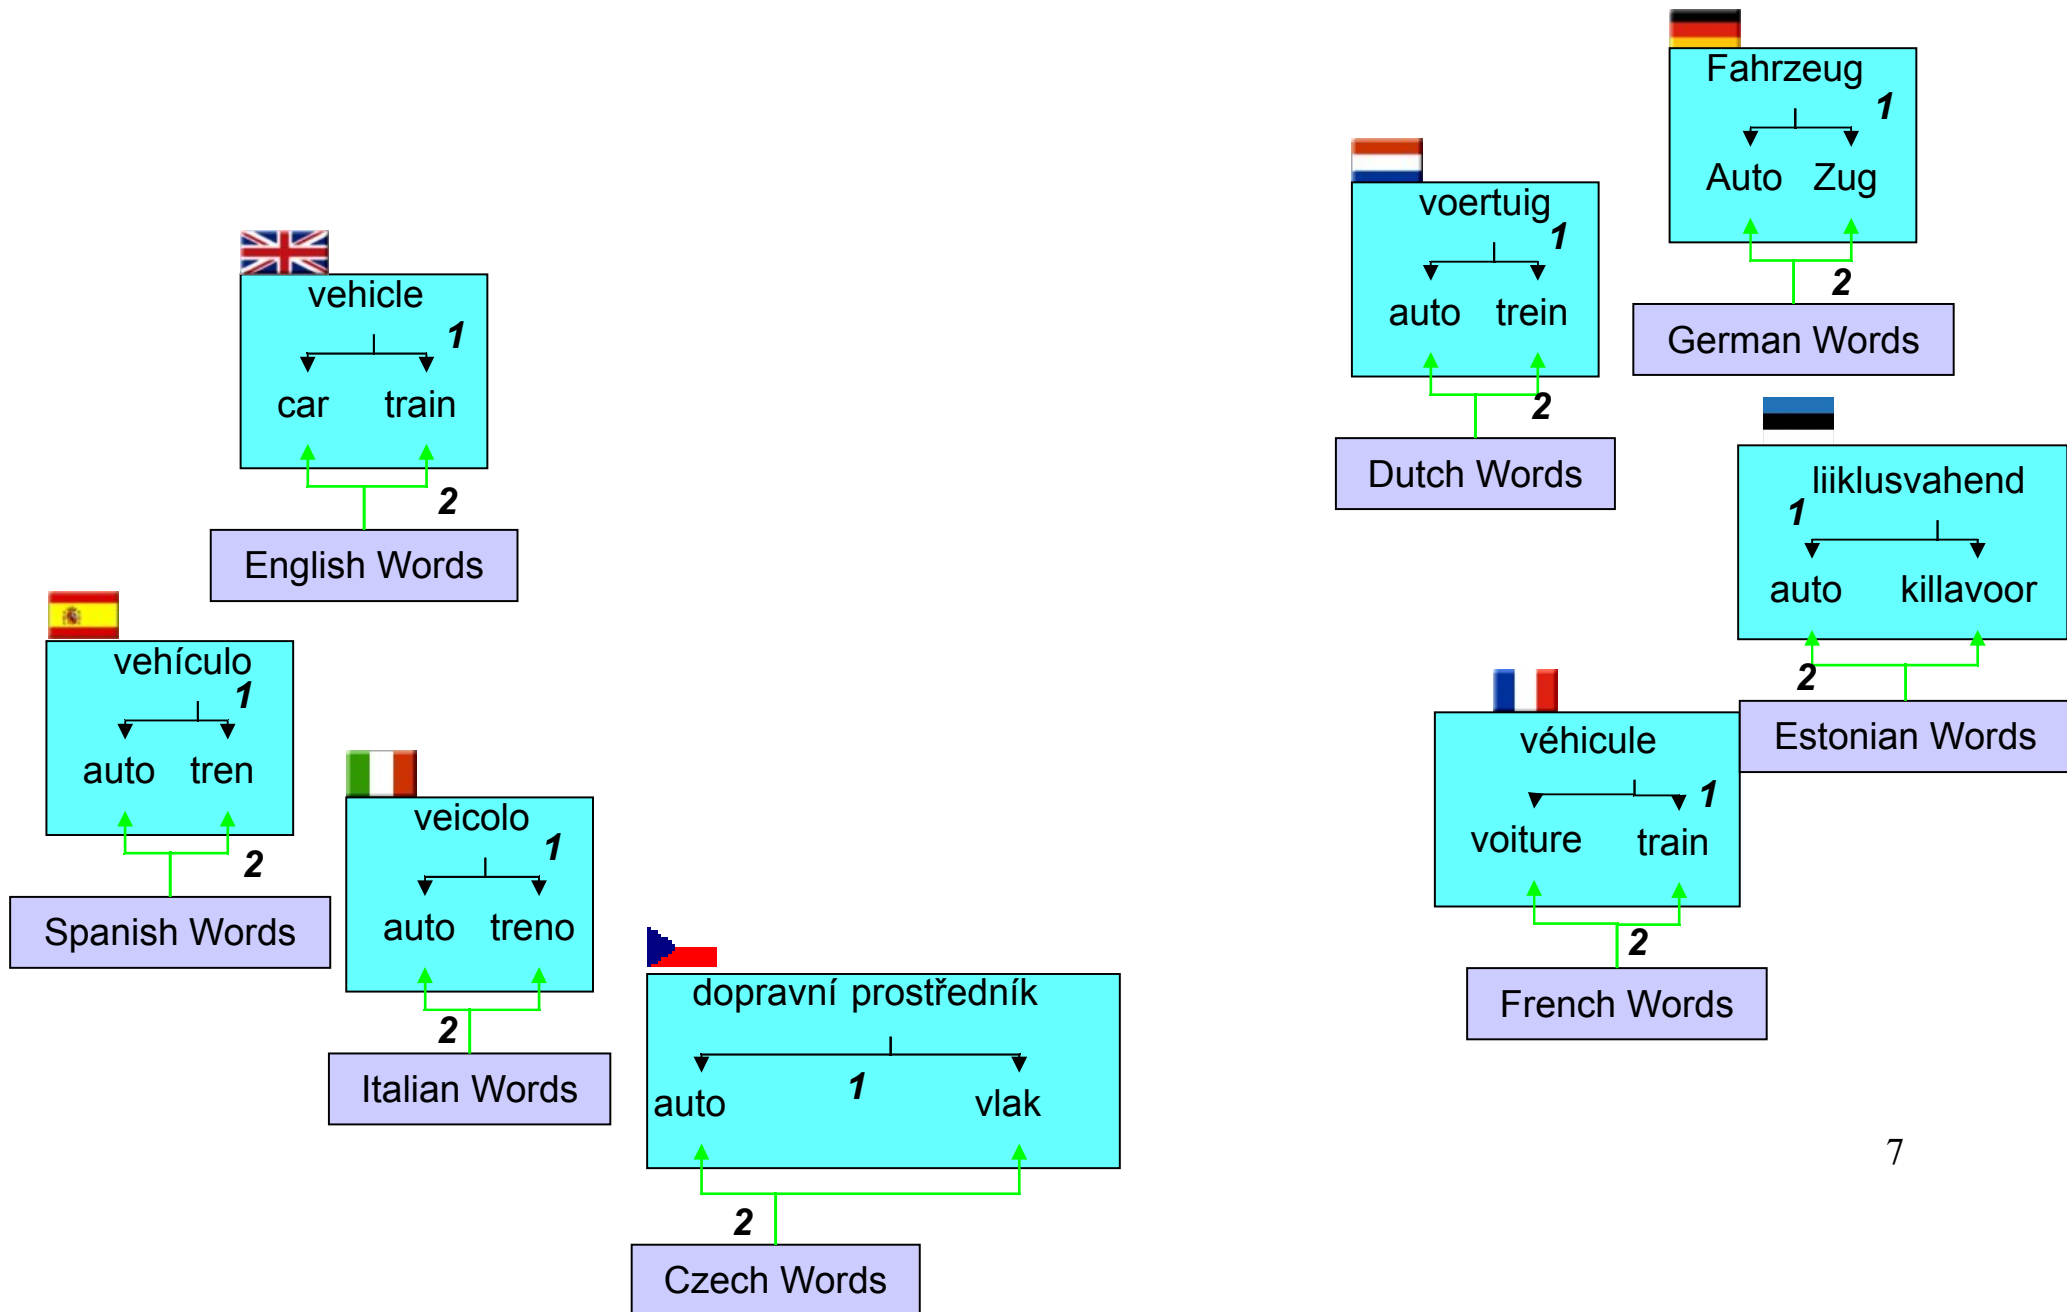 Fahrzeug
1
Auto Zug
2
German Words
voertuig
1
auto trein
2
Dutch Words
vehicle
1
car train
2
English Words
liiklusvahend
1
auto killavoor
2
Estonian Words
vehículo
1
auto tren
2
Spanish Words
véhicule
1
voiture train
2
French Words
veicolo
1
auto treno
2
Italian Words
dopravní prostředník
1
auto vlak
2
Czech Words
7